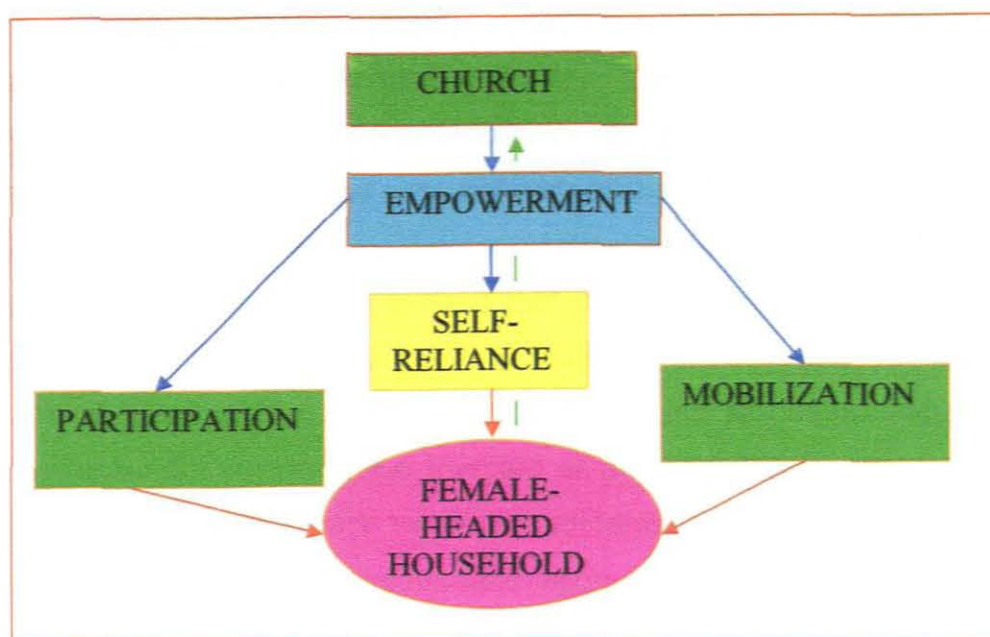 CHURCH
EMPOWERMENT
SELF-
RELIANCE
PARTICIPATION
MOBILIZATION
FEMALE-
HEADED
HOUSEHOLD